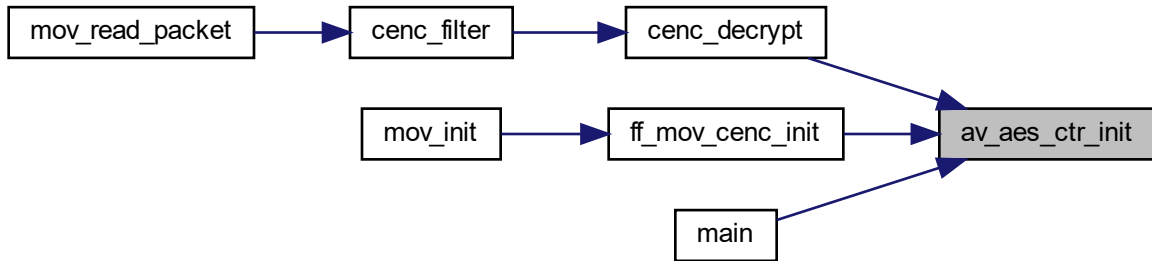 mov_read_packet
cenc_filter
cenc_decrypt
mov_init
ff_mov_cenc_init
av_aes_ctr_init
main